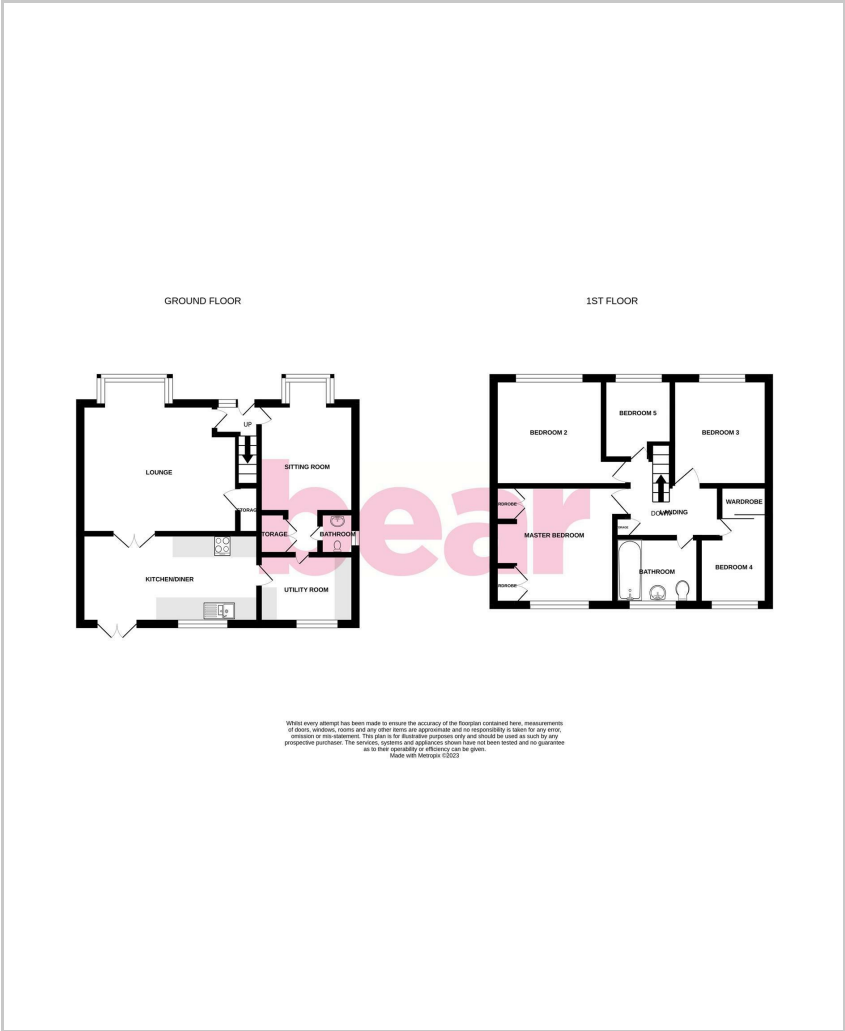 GROUND FLOOR
1ST FLOOR
UP
LOUNGE
SITTING ROOM
STORAGE
TORAGE
BATHROOM
KITCHEN/DINER
UTILITY ROOM
bear
BEDROOM 2
BEDROOM 5
BEDROOM 3
RDROBE
DOWN
LANDING
WARDROBE
MASTER BEDROOM
BATHROOM
BEDROOM 4
RDROBE
Whilst every attempt has been made to ensure the accuracy of the floorplan contained here, measurements
of doors, windows, rooms and any other items are approximate and no responsibility is taken for any error,
omission or mis-statement. This plan is for illustrative purposes only and should be used as such by any
prospective purchaser. The services, systems and appliances shown have not been tested and no guarantee
as to their operability or efficiency can be given.
Made with Metropix ©2023